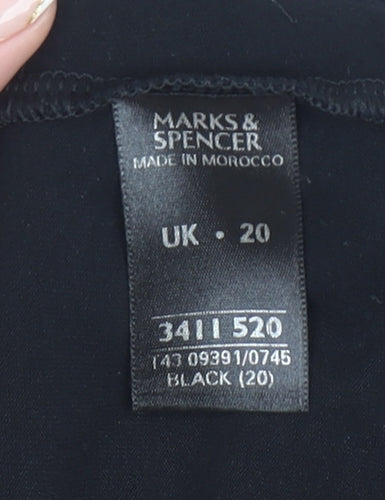 MARKS &
SPENCER
MADE IN MOROCCO
UK • 20
3411 520
T43 09391/0745
BLACK (20)